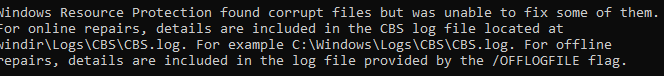 Windows Resource Protection found corrupt files but was unable to fix some of them.
For online repairs, details are included in the CBS log file located at
windir\Logs\CBS\CBS.log. For example C:\Windows\Logs\CBS\CBS.log. For offline
repairs, details are included in the log file provided by the /OFFLOGFILE flag.